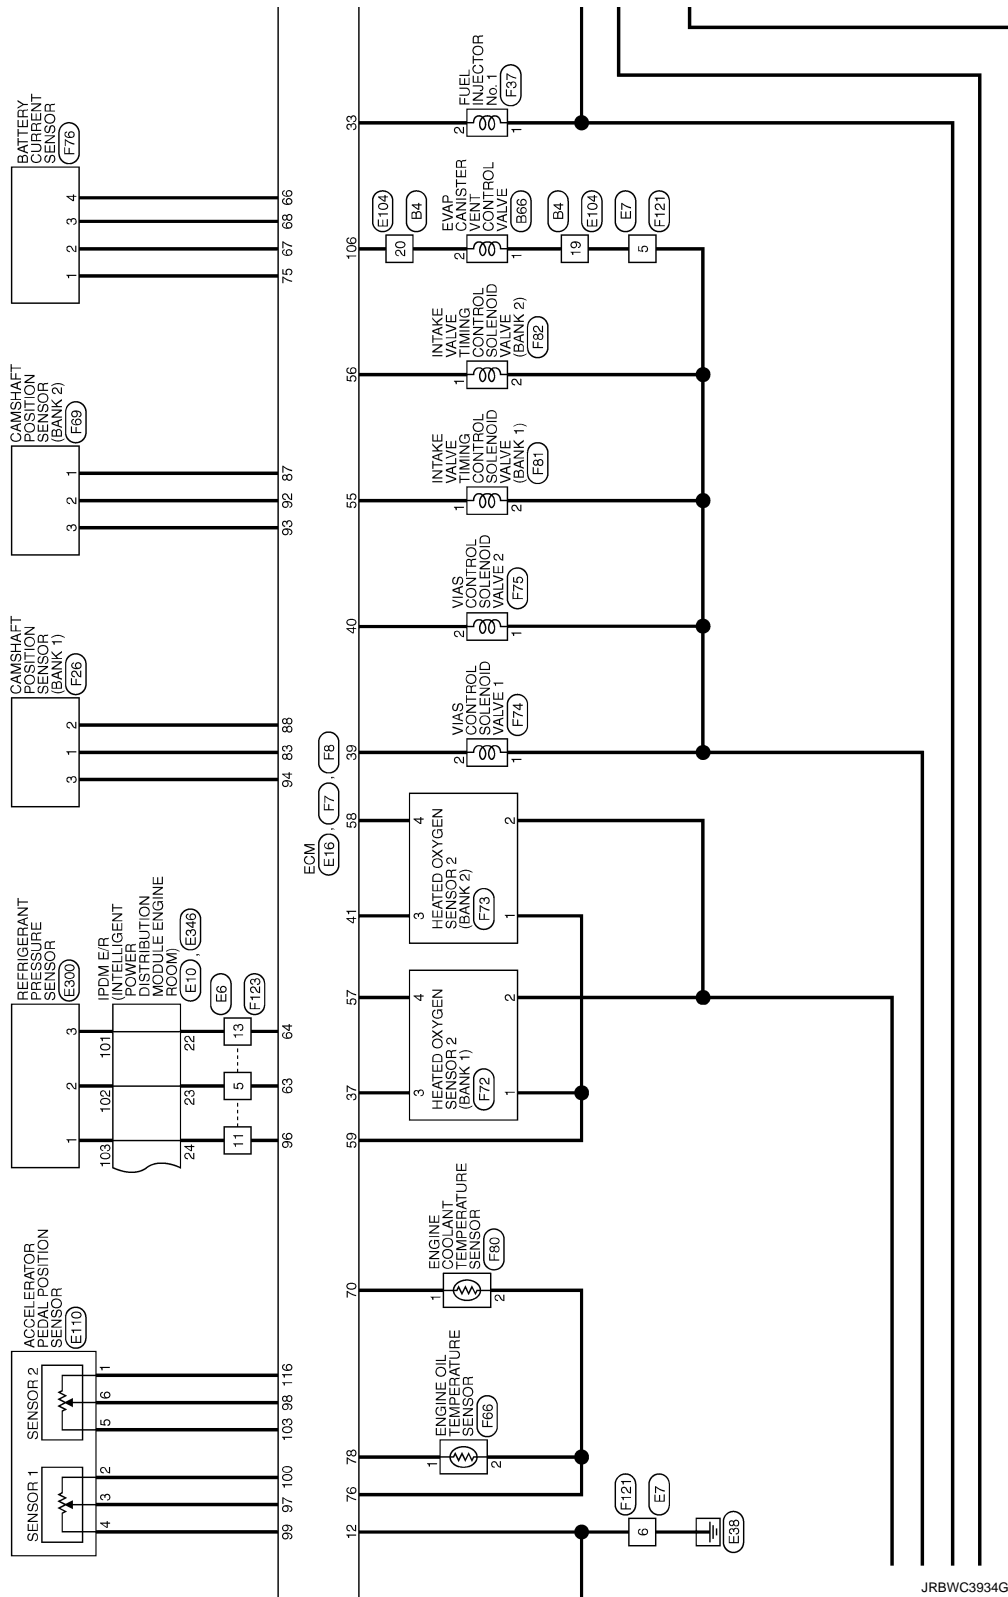 ACCELERATOR
PEDAL POSITION
SENSOR
E110
SENSOR 1
SENSOR 2
4
3
2
5
6
1
99
97
100
103
98
116
REFRIGERANT
PRESSURE
SENSOR
E300
1
2
3
103
102
101
IPDM E/R
(INTELLIGENT
POWER
DISTRIBUTION
MODULE ENGINE
ROOM)
E10 , E346
24
23
22
E6
F123
11
5
13
96
63
64
CAMSHAFT
POSITION
SENSOR
(BANK 1)
F26
3
1
2
94
83
88
CAMSHAFT
POSITION
SENSOR
(BANK 2)
F69
3
2
1
93
92
87
BATTERY
CURRENT
SENSOR
F76
1
2
3
4
75
67
68
66
ECM
E16 , F7 , F8
12
76
78
70
59
37
57
41
58
39
40
55
56
106
33
F121
E7
6
E38
ENGINE OIL
TEMPERATURE
SENSOR
F66
1
2
ENGINE
COOLANT
TEMPERATURE
SENSOR
F80
1
2
3
4
HEATED OXYGEN
SENSOR 2
(BANK 1)
F72
1
2
3
4
HEATED OXYGEN
SENSOR 2
(BANK 2)
F73
1
2
VIAS
CONTROL
SOLENOID
VALVE 1
F74
2
1
VIAS
CONTROL
SOLENOID
VALVE 2
F75
2
1
INTAKE
VALVE
TIMING
CONTROL
SOLENOID
VALVE
(BANK 1)
F81
1
2
INTAKE
VALVE
TIMING
CONTROL
SOLENOID
VALVE
(BANK 2)
F82
1
2
E104
B4
20
EVAP
CANISTER
VENT
CONTROL
VALVE
B66
2
1
B4
E104
19
E7
F121
5
FUEL
INJECTOR
No. 1
F37
2
1
JRBWC3934G